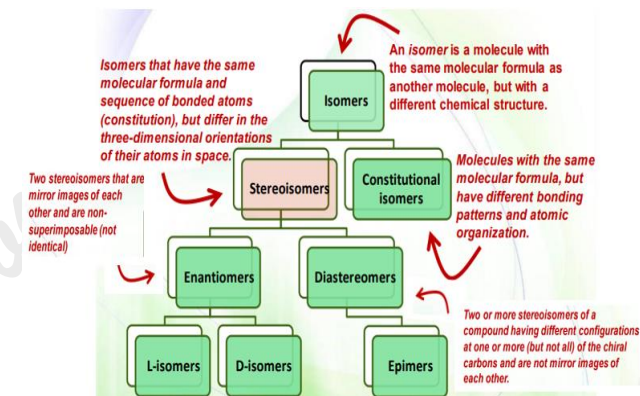 An isomer is a molecule with
the same molecular formula as
another molecule, but with a
different chemical structure.
Isomers that have the same
molecular formula and
sequence of bonded atoms
(constitution), but differ in the
three-dimensional orientations
of their atoms in space.
Isomers
Two stereoisomers that are
mirror images of each
other and are non-
superimposable (not
identical)
Stereoisomers
Constitutional
isomers
Molecules with the same
molecular formula, but
have different bonding
patterns and atomic
organization.
Enantiomers
Diastereomers
Two or more stereoisomers of a
compound having different configurations
at one or more (but not all) of the chiral
carbons and are not mirror images of
each other.
L-isomers
D-isomers
Epimers